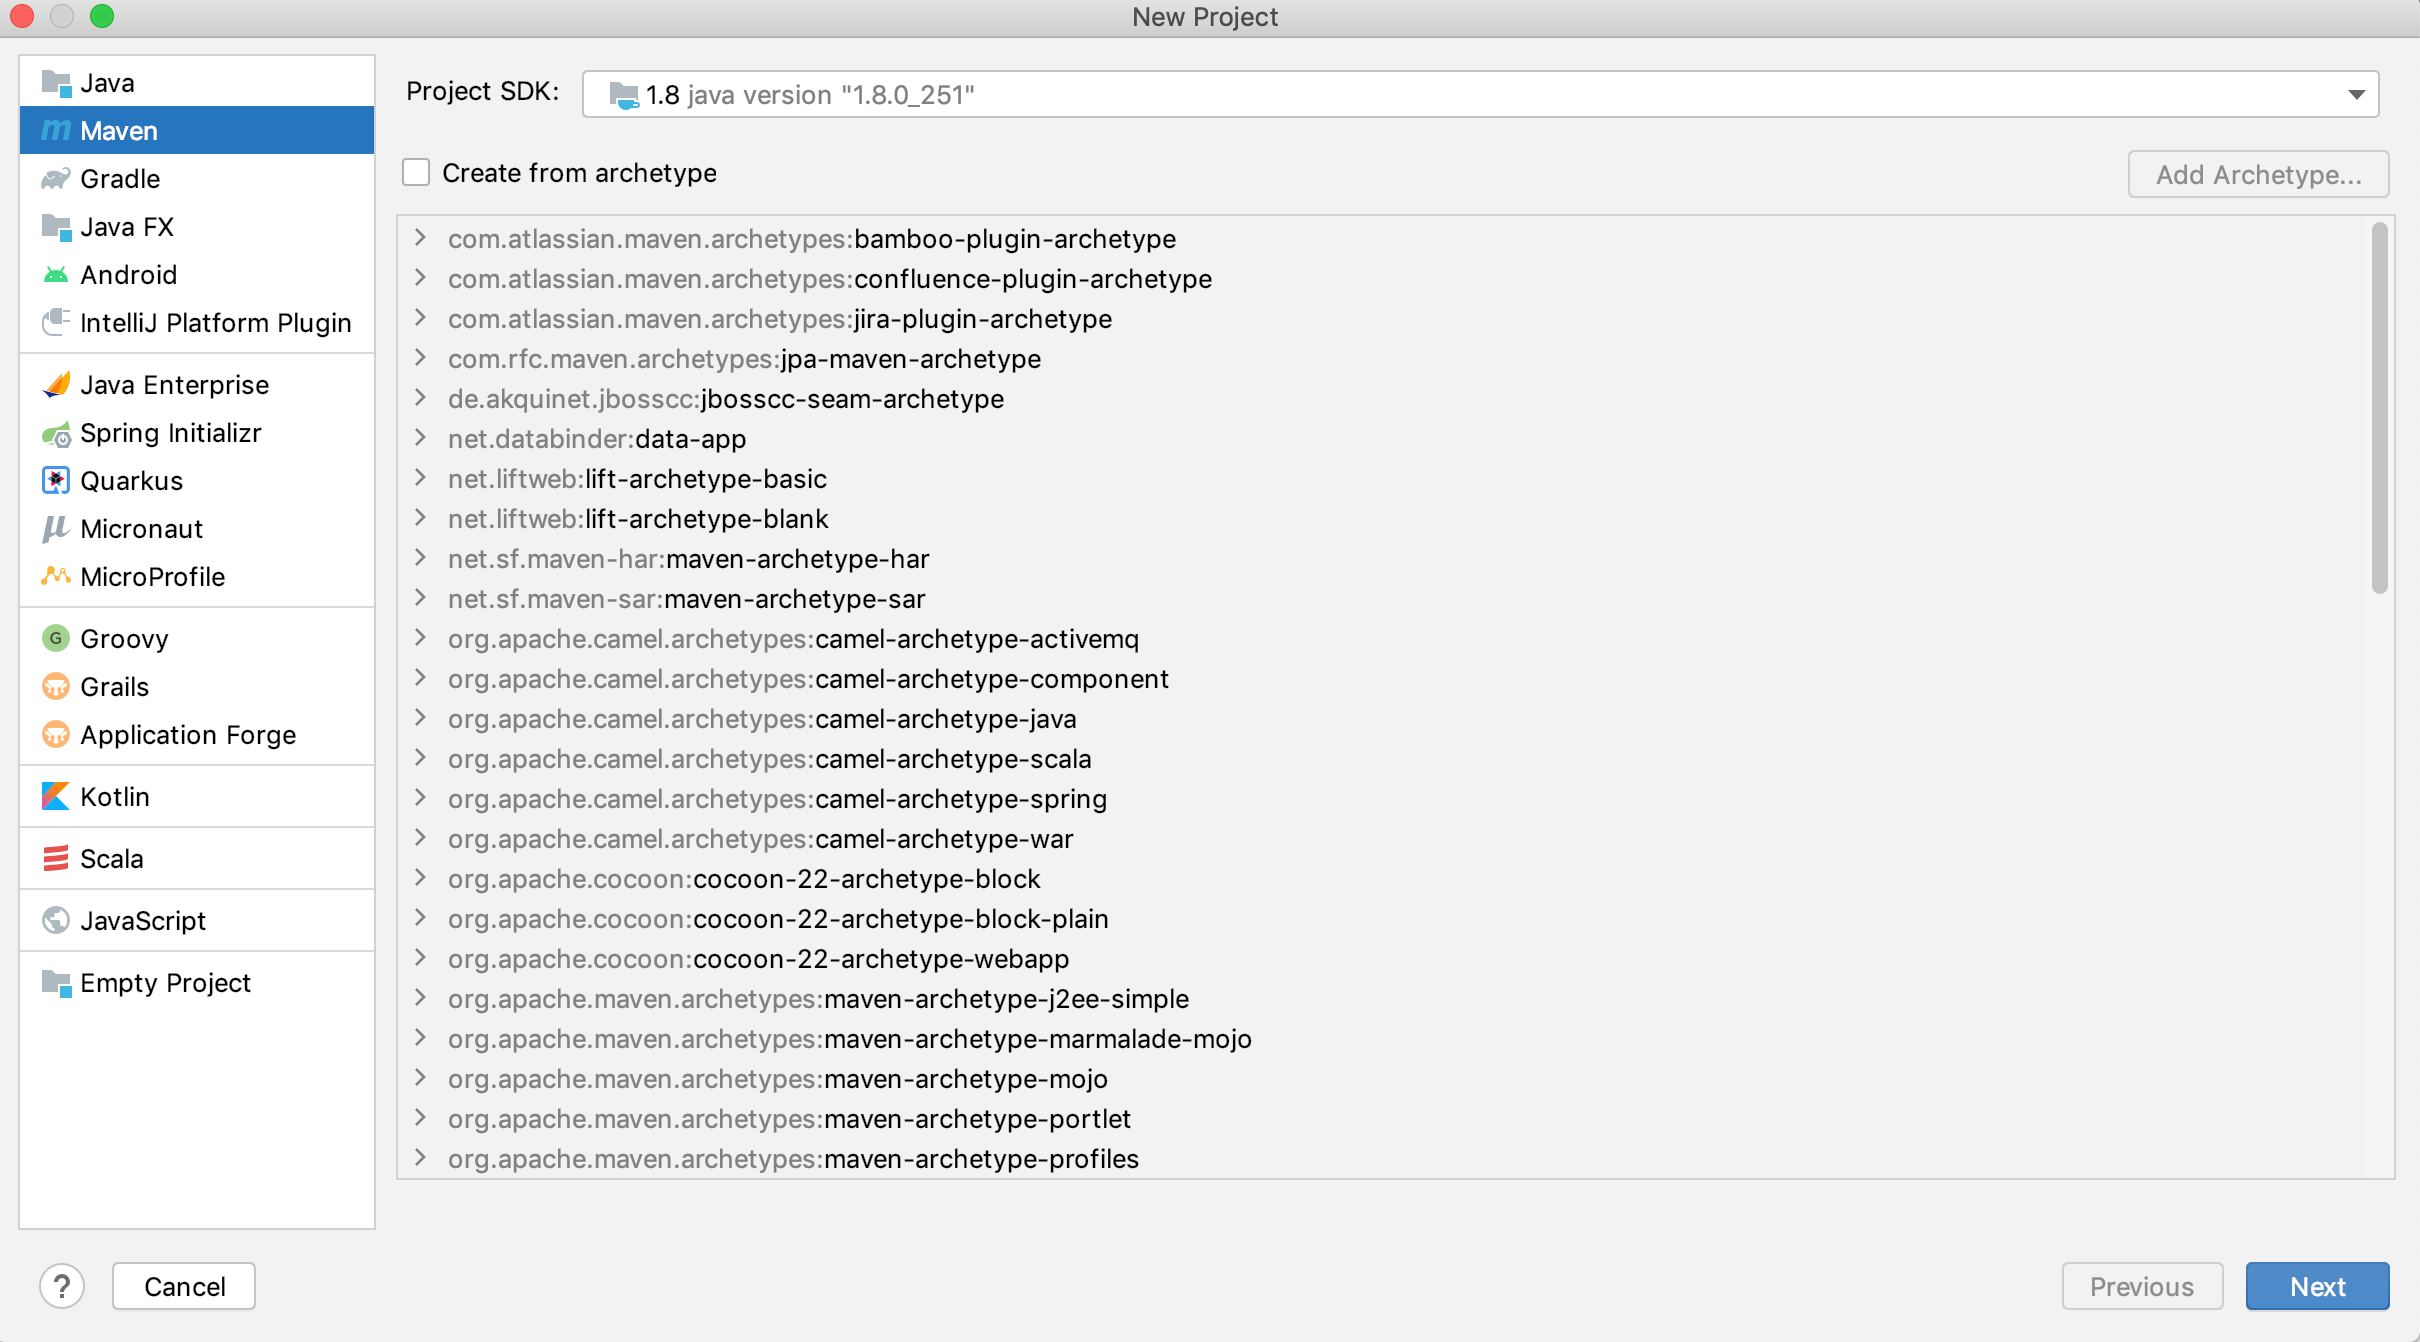 New Project
Java
Maven
Gradle
Java FX
Android
IntelliJ Platform Plugin
Java Enterprise
Spring Initializr
Quarkus
Micronaut
MicroProfile
G Groovy
Grails
Application Forge
Kotlin
Scala
JavaScript
Empty Project
Project SDK: 1.8 java version "1.8.0_251"
Create from archetype
Add Archetype...
com.atlassian.maven.archetypes:bamboo-plugin-archetype
com.atlassian.maven.archetypes:confluence-plugin-archetype
com.atlassian.maven.archetypes:jira-plugin-archetype
com.rfc.maven.archetypes:jpa-maven-archetype
de.akquinet.jbosscc:jbosscc-seam-archetype
net.databinder:data-app
net.liftweb:lift-archetype-basic
net.liftweb:lift-archetype-blank
net.sf.maven-har:maven-archetype-har
net.sf.maven-sar:maven-archetype-sar
org.apache.camel.archetypes:camel-archetype-activemq
org.apache.camel.archetypes:camel-archetype-component
org.apache.camel.archetypes:camel-archetype-java
org.apache.camel.archetypes:camel-archetype-scala
org.apache.camel.archetypes:camel-archetype-spring
org.apache.camel.archetypes:camel-archetype-war
org.apache.cocoon:cocoon-22-archetype-block
org.apache.cocoon:cocoon-22-archetype-block-plain
org.apache.cocoon:cocoon-22-archetype-webapp
org.apache.maven.archetypes:maven-archetype-j2ee-simple
org.apache.maven.archetypes:maven-archetype-marmalade-mojo
org.apache.maven.archetypes:maven-archetype-mojo
org.apache.maven.archetypes:maven-archetype-portlet
org.apache.maven.archetypes:maven-archetype-profiles
? Cancel
Previous
Next